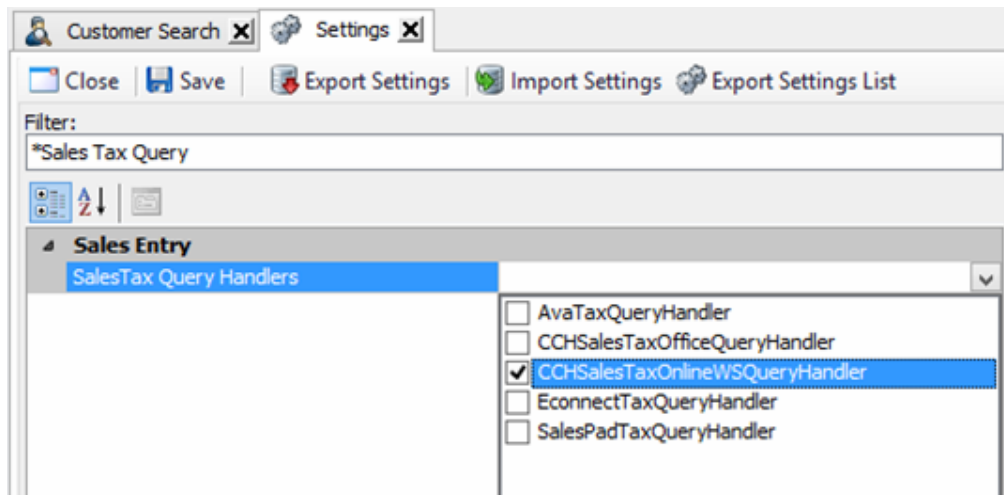 Customer Search Settings
Close Save Export Settings Import Settings Export Settings List
Filter:
*Sales Tax Query
Sales Entry
SalesTax Query Handlers
AvaTaxQueryHandler
CCHSalesTaxOfficeQueryHandler
CCHSalesTaxOnlineWSQueryHandler
EconnectTaxQueryHandler
SalesPadTaxQueryHandler